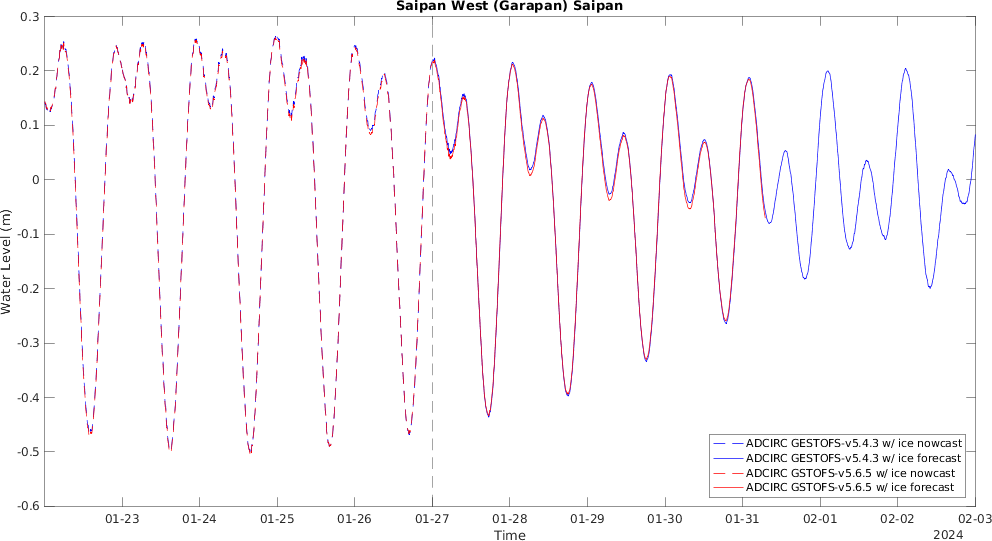 Saipan West (Garapan) Saipan
0.3
0.2
0.1
0
-0.1
-0.2
-0.3
-0.4
-0.5
-0.6
Water Level (m)
ADCIRC GESTOFS-v5.4.3 w/ ice nowcast
ADCIRC GESTOFS-v5.4.3 w/ ice forecast
ADCIRC GSTOFS-v5.6.5 w/ ice nowcast
ADCIRC GSTOFS-v5.6.5 w/ ice forecast
01-23 01-24 01-25 01-26 01-27 01-28 01-29 01-30 01-31 02-01 02-02 02-03
Time
2024